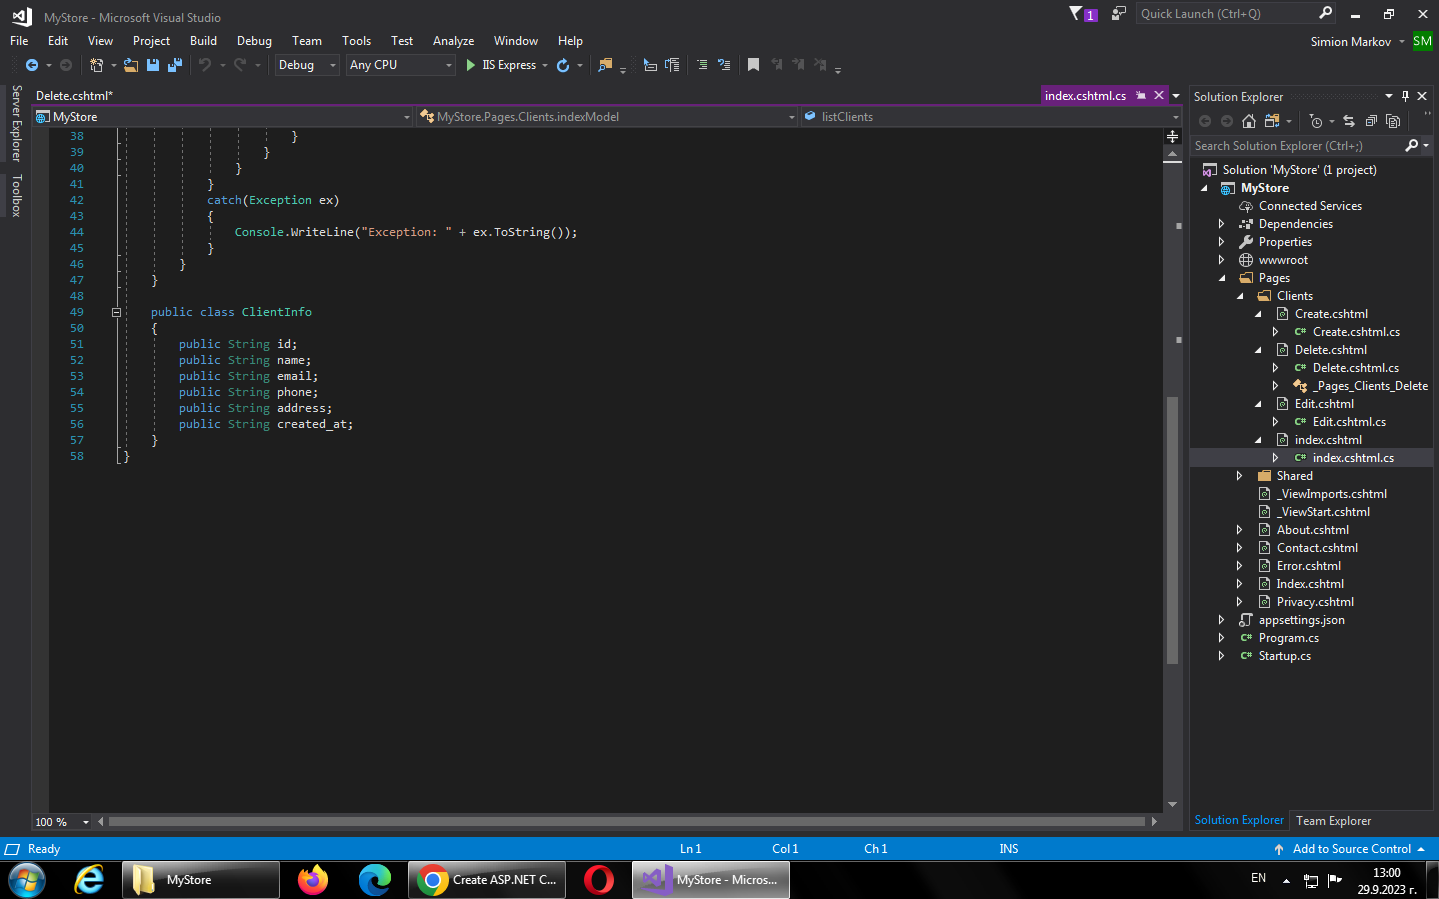 MyStore - Microsoft Visual Studio
1
Quick Launch (Ctrl+Q)
File Edit View Project Build Debug Team Tools Test Analyze Window Help
Simion Markov SM
Debug Any CPU IIS Express
Server Explorer
Toolbox
Delete.cshtml*
index.cshtml.cs
MyStore
MyStore.Pages.Clients.indexModel
listClients
38 }
39 }
40 }
41 }
42 catch(Exception ex)
43 {
44 Console.WriteLine("Exception: " + ex.ToString());
45 }
46 }
47 }
48
49 public class ClientInfo
50 {
51 public String id;
52 public String name;
53 public String email;
54 public String phone;
55 public String address;
56 public String created_at;
57 }
58 }
100 %
Solution Explorer
Search Solution Explorer (Ctrl+;)
Solution 'MyStore' (1 project)
MyStore
Connected Services
Dependencies
Properties
wwwroot
Pages
Clients
Create.cshtml
C# Create.cshtml.cs
Delete.cshtml
C# Delete.cshtml.cs
_Pages_Clients_Delete
Edit.cshtml
C# Edit.cshtml.cs
index.cshtml
C# index.cshtml.cs
Shared
_ViewImports.cshtml
_ViewStart.cshtml
About.cshtml
Contact.cshtml
Error.cshtml
Index.cshtml
Privacy.cshtml
appsettings.json
C# Program.cs
C# Startup.cs
Solution Explorer Team Explorer
Ready
Ln 1 Col 1 Ch 1 INS
Add to Source Control
MyStore
Create ASP.NET C...
MyStore - Micros...
EN
13:00
29.9.2023 г.